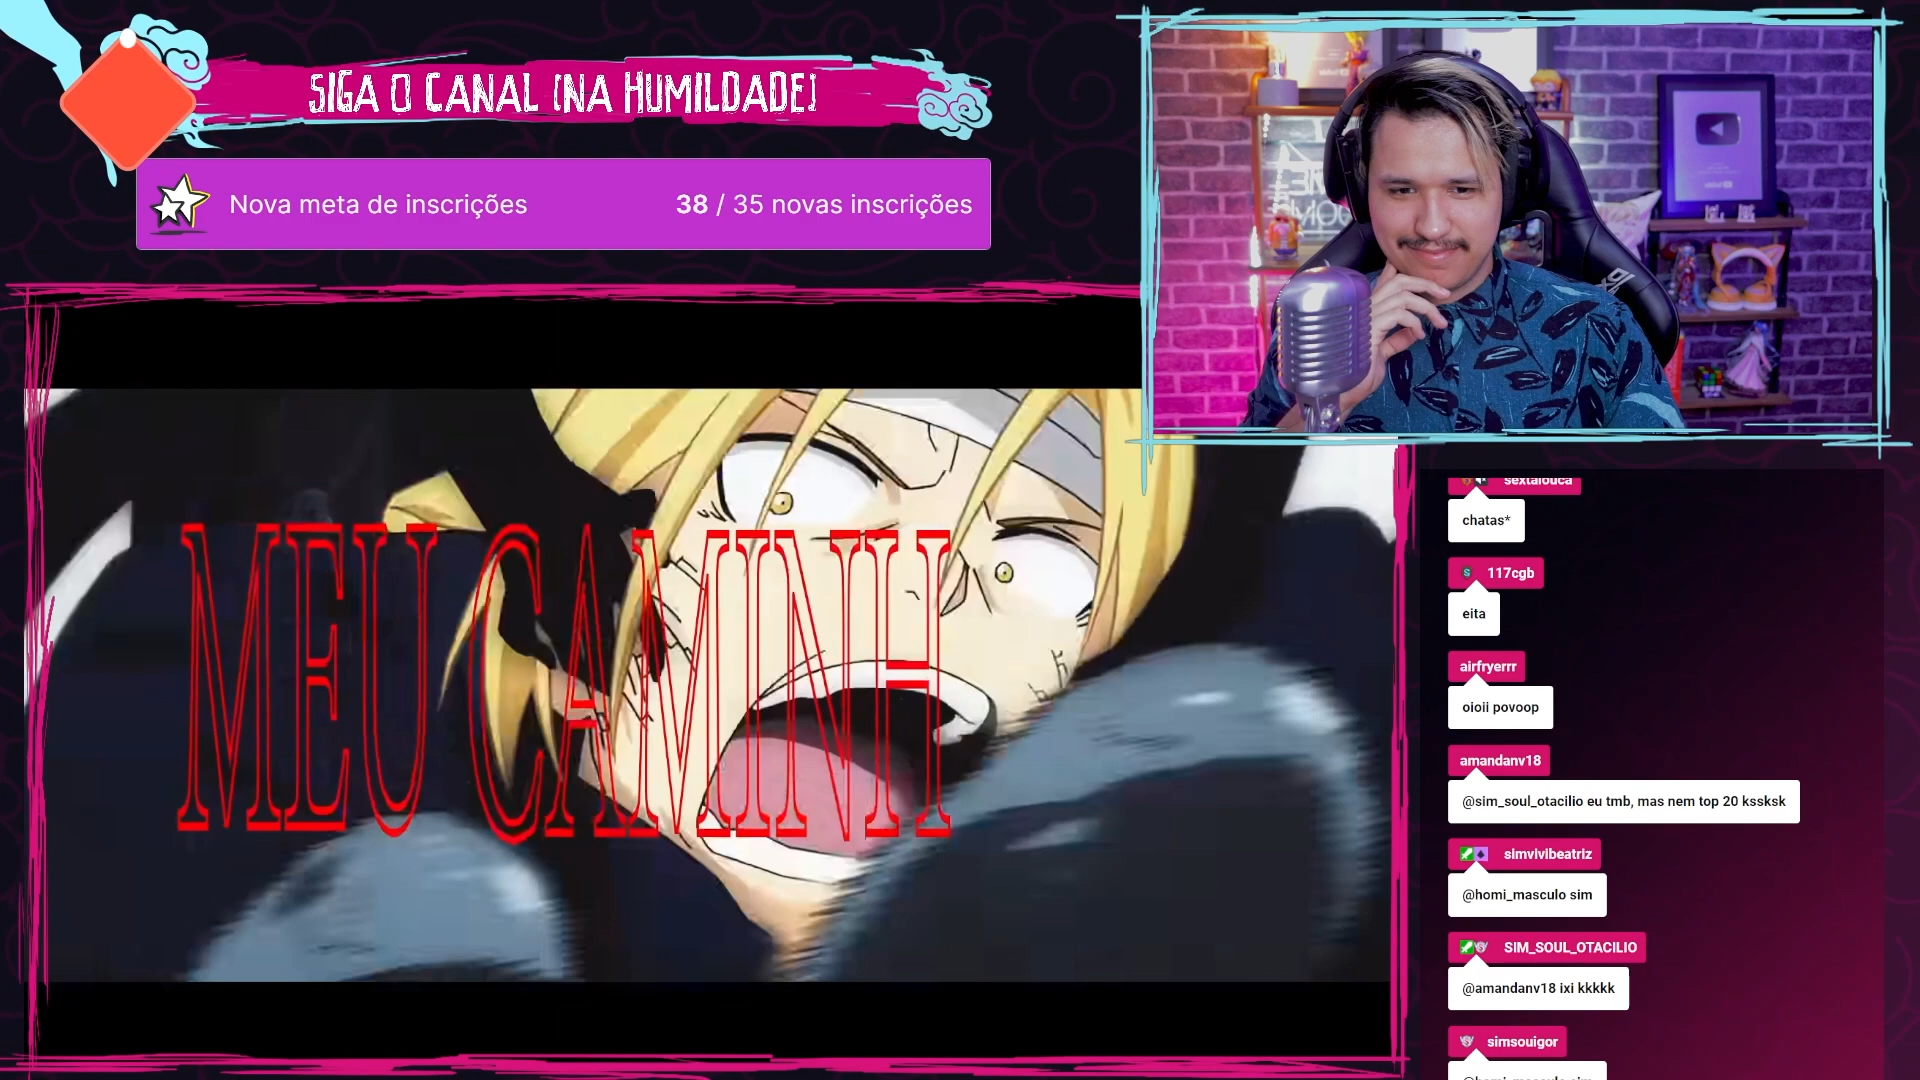 SIGA O CANAL (NA HUMILDADE)
Nova meta de inscrições
38 / 35 novas inscrições
MEU CAMINH
sextalouca
chatas*
117cgb
eita
airfryerrr
oioii povoop
amandanv18
@sim_soul_otacilio eu tmb, mas nem top 20 kssksk
simvivibeatriz
@homi_masculo sim
SIM_SOUL_OTACILIO
@amandanv18 ixi kkkkk
simsouigor